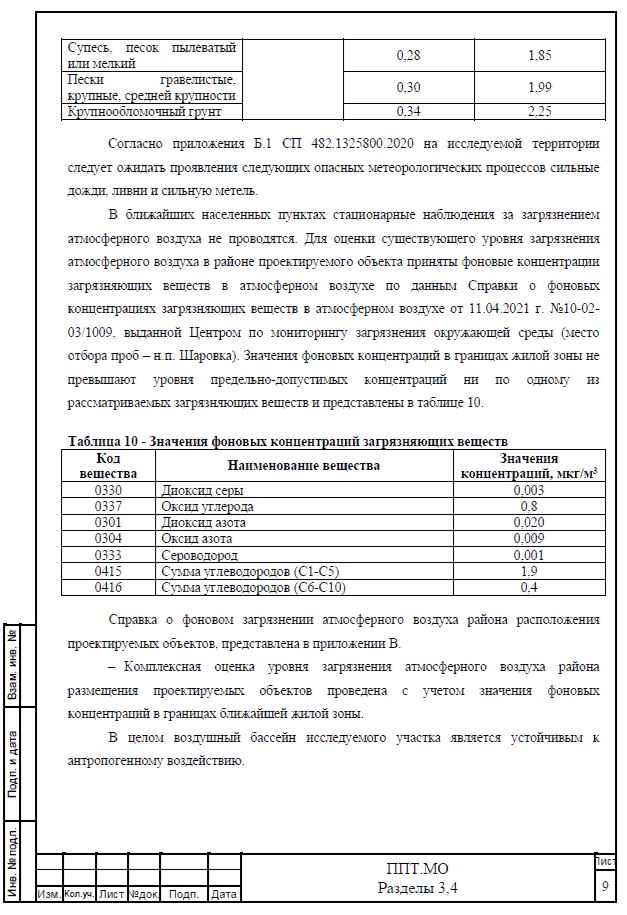 Супесь, песок пылеватый
или мелкий
0,28
1,85
Пески гравелистые,
крупные, средней крупности
0,30
1,99
Крупнообломочный грунт
0,34
2,25
Согласно приложения Б.1 СП 482.1325800.2020 на исследуемой территории
следует ожидать проявления следующих опасных метеорологических процессов сильные
дожди, ливни и сильную метель.
В ближайших населенных пунктах стационарные наблюдения за загрязнением
атмосферного воздуха не проводятся. Для оценки существующего уровня загрязнения
атмосферного воздуха в районе проектируемого объекта приняты фоновые концентрации
загрязняющих веществ в атмосферном воздухе по данным Справки о фоновых
концентрациях загрязняющих веществ в атмосферном воздухе от 11.04.2021 г. №10-02-
03/1009, выданной Центром по мониторингу загрязнения окружающей среды (место
отбора проб – н.п. Шаровка). Значения фоновых концентраций в границах жилой зоны не
превышают уровня предельно-допустимых концентраций ни по одному из
рассматриваемых загрязняющих веществ и представлены в таблице 10.
Таблица 10 - Значения фоновых концентраций загрязняющих веществ
Код
вещества
Наименование вещества
Значения
концентраций, мкг/м³
0330 Диоксид серы 0,003
0337 Оксид углерода 0,8
0301 Диоксид азота 0,020
0304 Оксид азота 0,009
0333 Сероводород 0,001
0415 Сумма углеводородов (С1-С5) 1,9
0416 Сумма углеводородов (С6-С10) 0,4
Справка о фоновом загрязнении атмосферного воздуха района расположения
проектируемых объектов, представлена в приложении В.
– Комплексная оценка уровня загрязнения атмосферного воздуха района
размещения проектируемых объектов проведена с учетом значения фоновых
концентраций в границах ближайшей жилой зоны.
В целом воздушный бассейн исследуемого участка является устойчивым к
антропогенному воздействию.
Взам. инв. №
Подп. и дата
Инв. № подл.
Изм. Кол.уч. Лист №док. Подп. Дата
ППТ.МО
Разделы 3,4
Лист
9